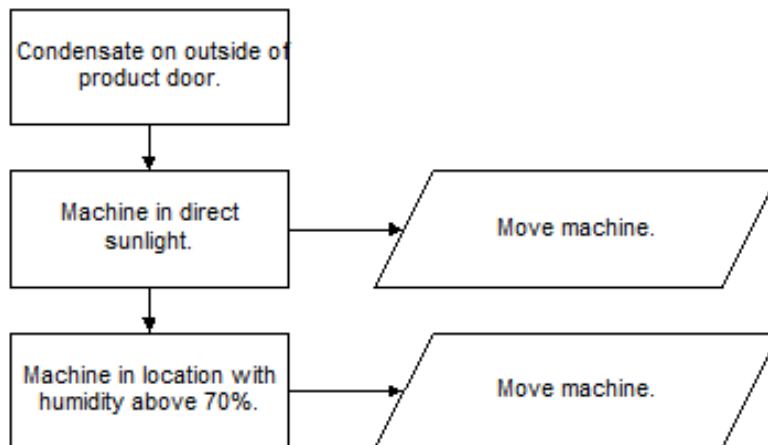 Condensate on outside of
product door.
Machine in direct
sunlight.
Move machine.
Machine in location with
humidity above 70%.
Move machine.